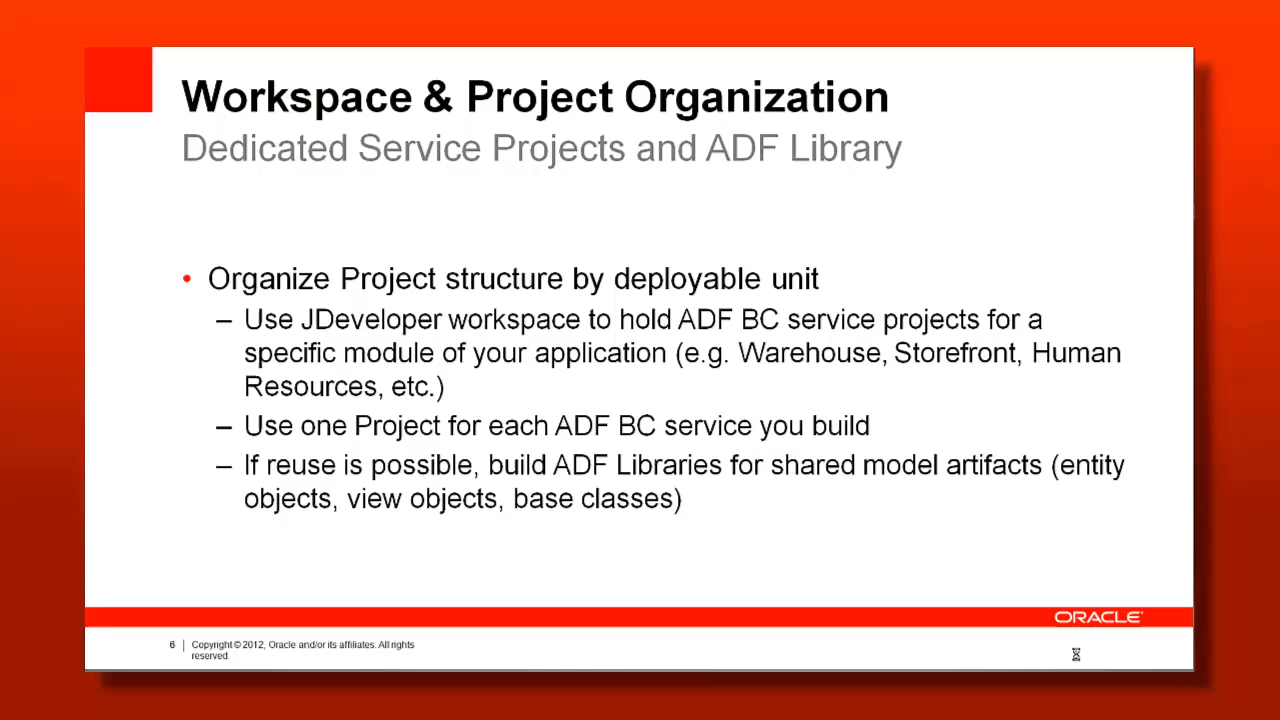 Workspace & Project Organization
Dedicated Service Projects and ADF Library
• Organize Project structure by deployable unit
– Use JDeveloper workspace to hold ADF BC service projects for a
specific module of your application (e.g. Warehouse, Storefront, Human
Resources, etc.)
– Use one Project for each ADF BC service you build
– If reuse is possible, build ADF Libraries for shared model artifacts (entity
objects, view objects, base classes)
ORACLE
6 | Copyright © 2012, Oracle and/or its affiliates. All rights
reserved.